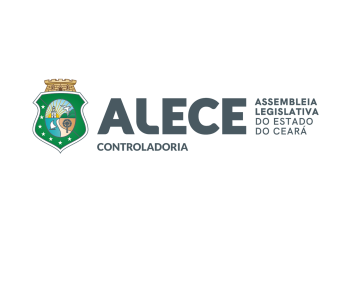 ALECE
ASSEMBLEIA
LEGISLATIVA
DO ESTADO
DO CEARÁ
CONTROLADORIA